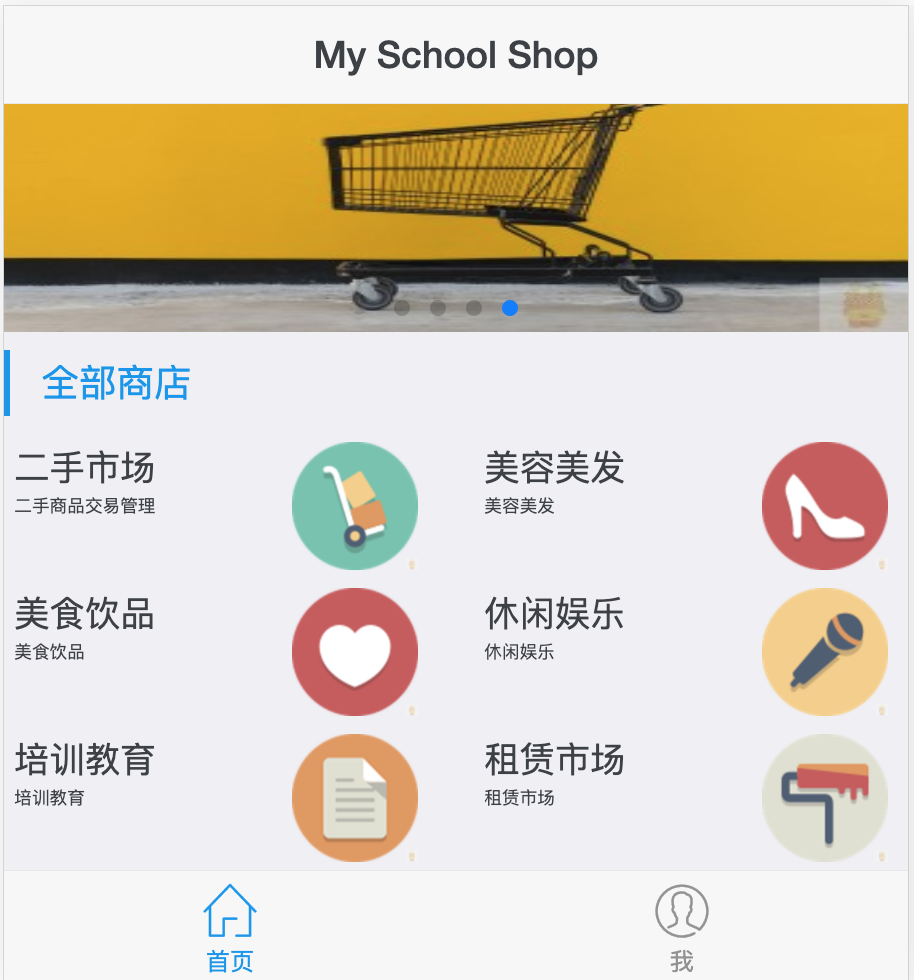 My School Shop
全部商店
二手市场
二手商品交易管理
美容美发
美容美发
美食饮品
美食饮品
休闲娱乐
休闲娱乐
培训教育
培训教育
租赁市场
租赁市场
首页
我